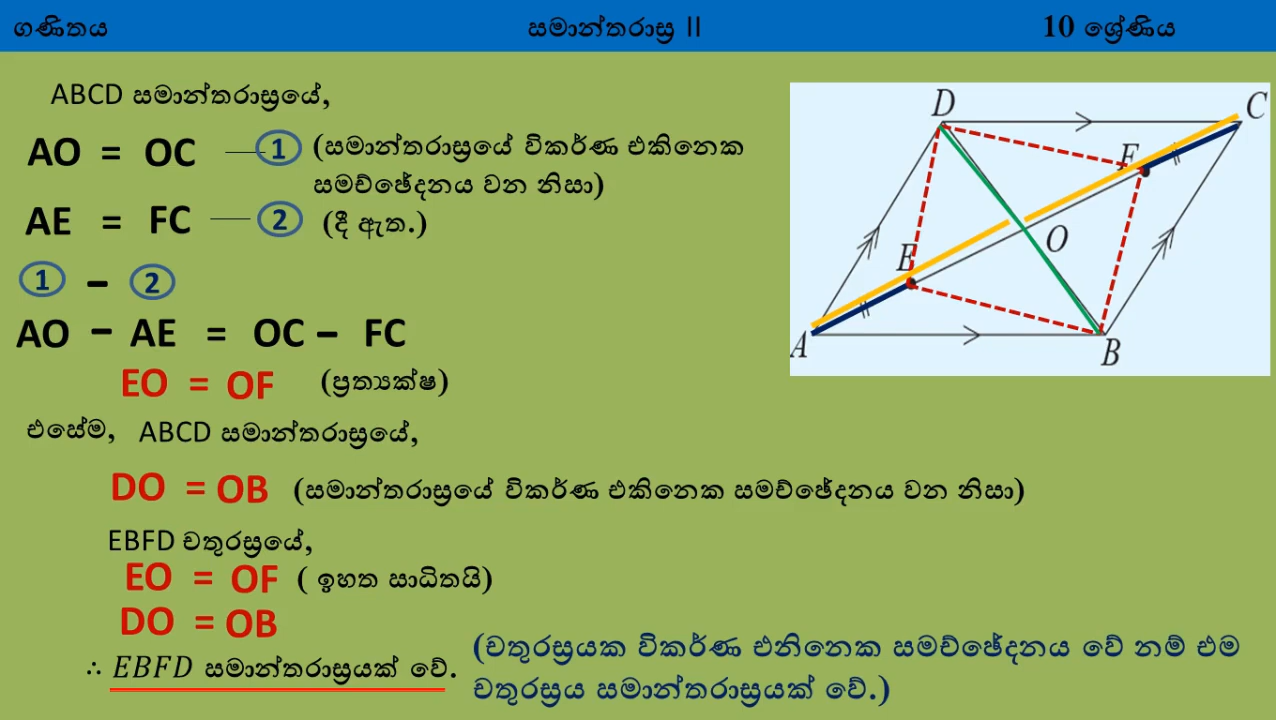 ගණිතය සමාන්තරාස්‍ර II 10 ශ්‍රේණිය
ABCD සමාන්තරාස්‍රයේ,
AO = OC 1 (සමාන්තරාස්‍රයේ විකර්ණ එකිනෙක
සමච්ඡේදනය වන නිසා)
AE = FC 2 (දී ඇත.)
1 – 2
AO – AE = OC – FC
EO = OF (ප්‍රත්‍යක්ෂ)
එසේම, ABCD සමාන්තරාස්‍රයේ,
DO = OB (සමාන්තරාස්‍රයේ විකර්ණ එකිනෙක සමච්ඡේදනය වන නිසා)
EBFD චතුරස්‍රයේ,
EO = OF ( ඉහත සාධිතයි)
DO = OB
∴ EBFD සමාන්තරාස්‍රයක් වේ.
(චතුරස්‍රයක විකර්ණ එනිනෙක සමච්ඡේදනය වේ නම් එම
චතුරස්‍රය සමාන්තරාස්‍රයක් වේ.)
D C
F
O
E
A B